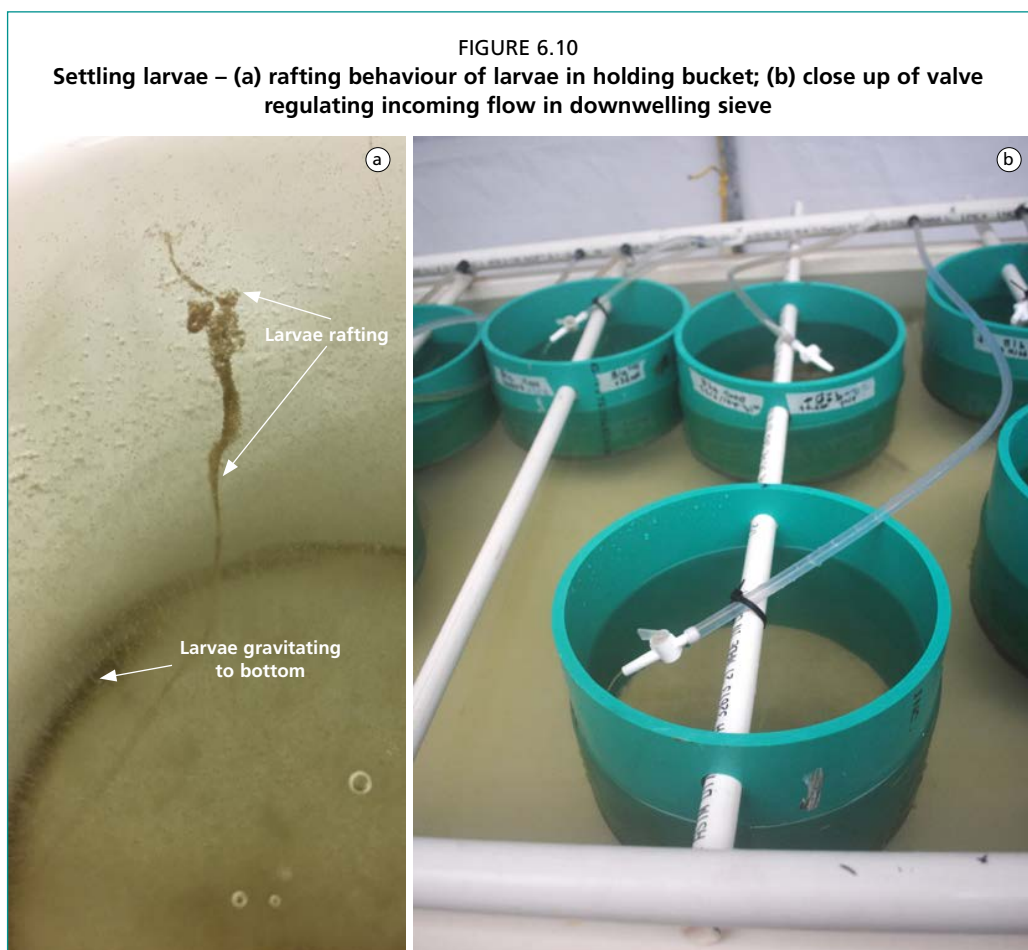 FIGURE 6.10
Settling larvae – (a) rafting behaviour of larvae in holding bucket; (b) close up of valve
regulating incoming flow in downwelling sieve
a
b
Larvae rafting
Larvae gravitating
to bottom